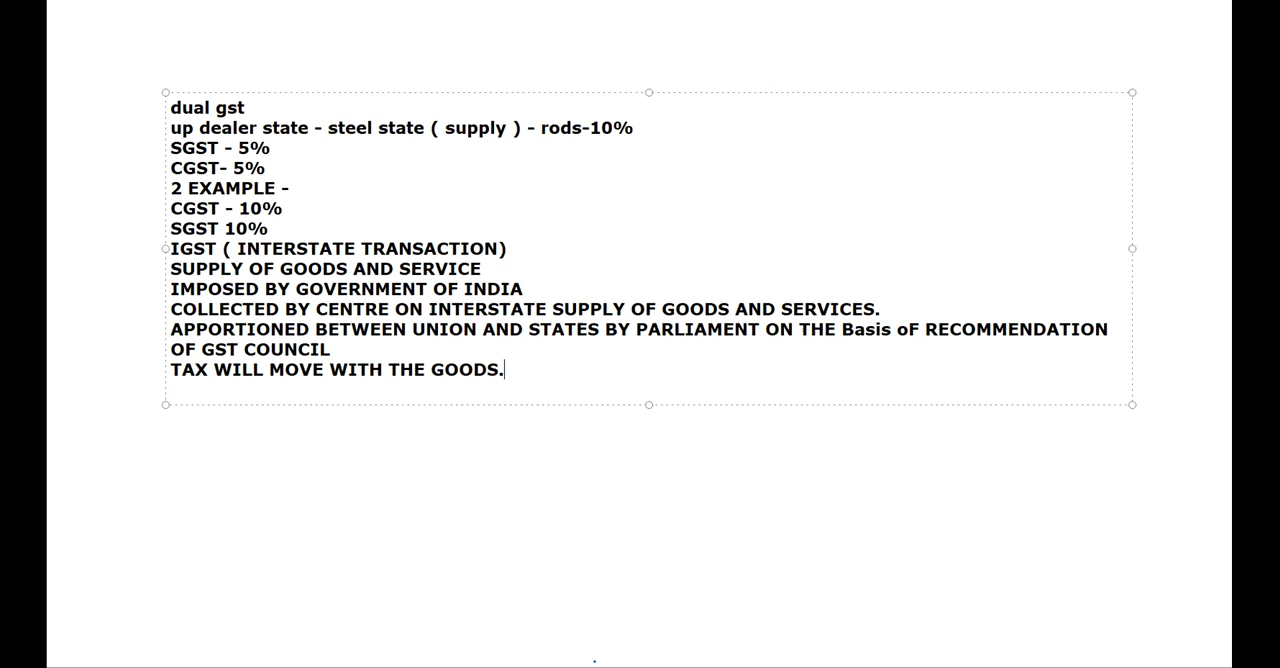 dual gst
up dealer state - steel state ( supply ) - rods-10%
SGST - 5%
CGST- 5%
2 EXAMPLE -
CGST - 10%
SGST 10%
IGST ( INTERSTATE TRANSACTION)
SUPPLY OF GOODS AND SERVICE
IMPOSED BY GOVERNMENT OF INDIA
COLLECTED BY CENTRE ON INTERSTATE SUPPLY OF GOODS AND SERVICES.
APPORTIONED BETWEEN UNION AND STATES BY PARLIAMENT ON THE Basis oF RECOMMENDATION
OF GST COUNCIL
TAX WILL MOVE WITH THE GOODS.